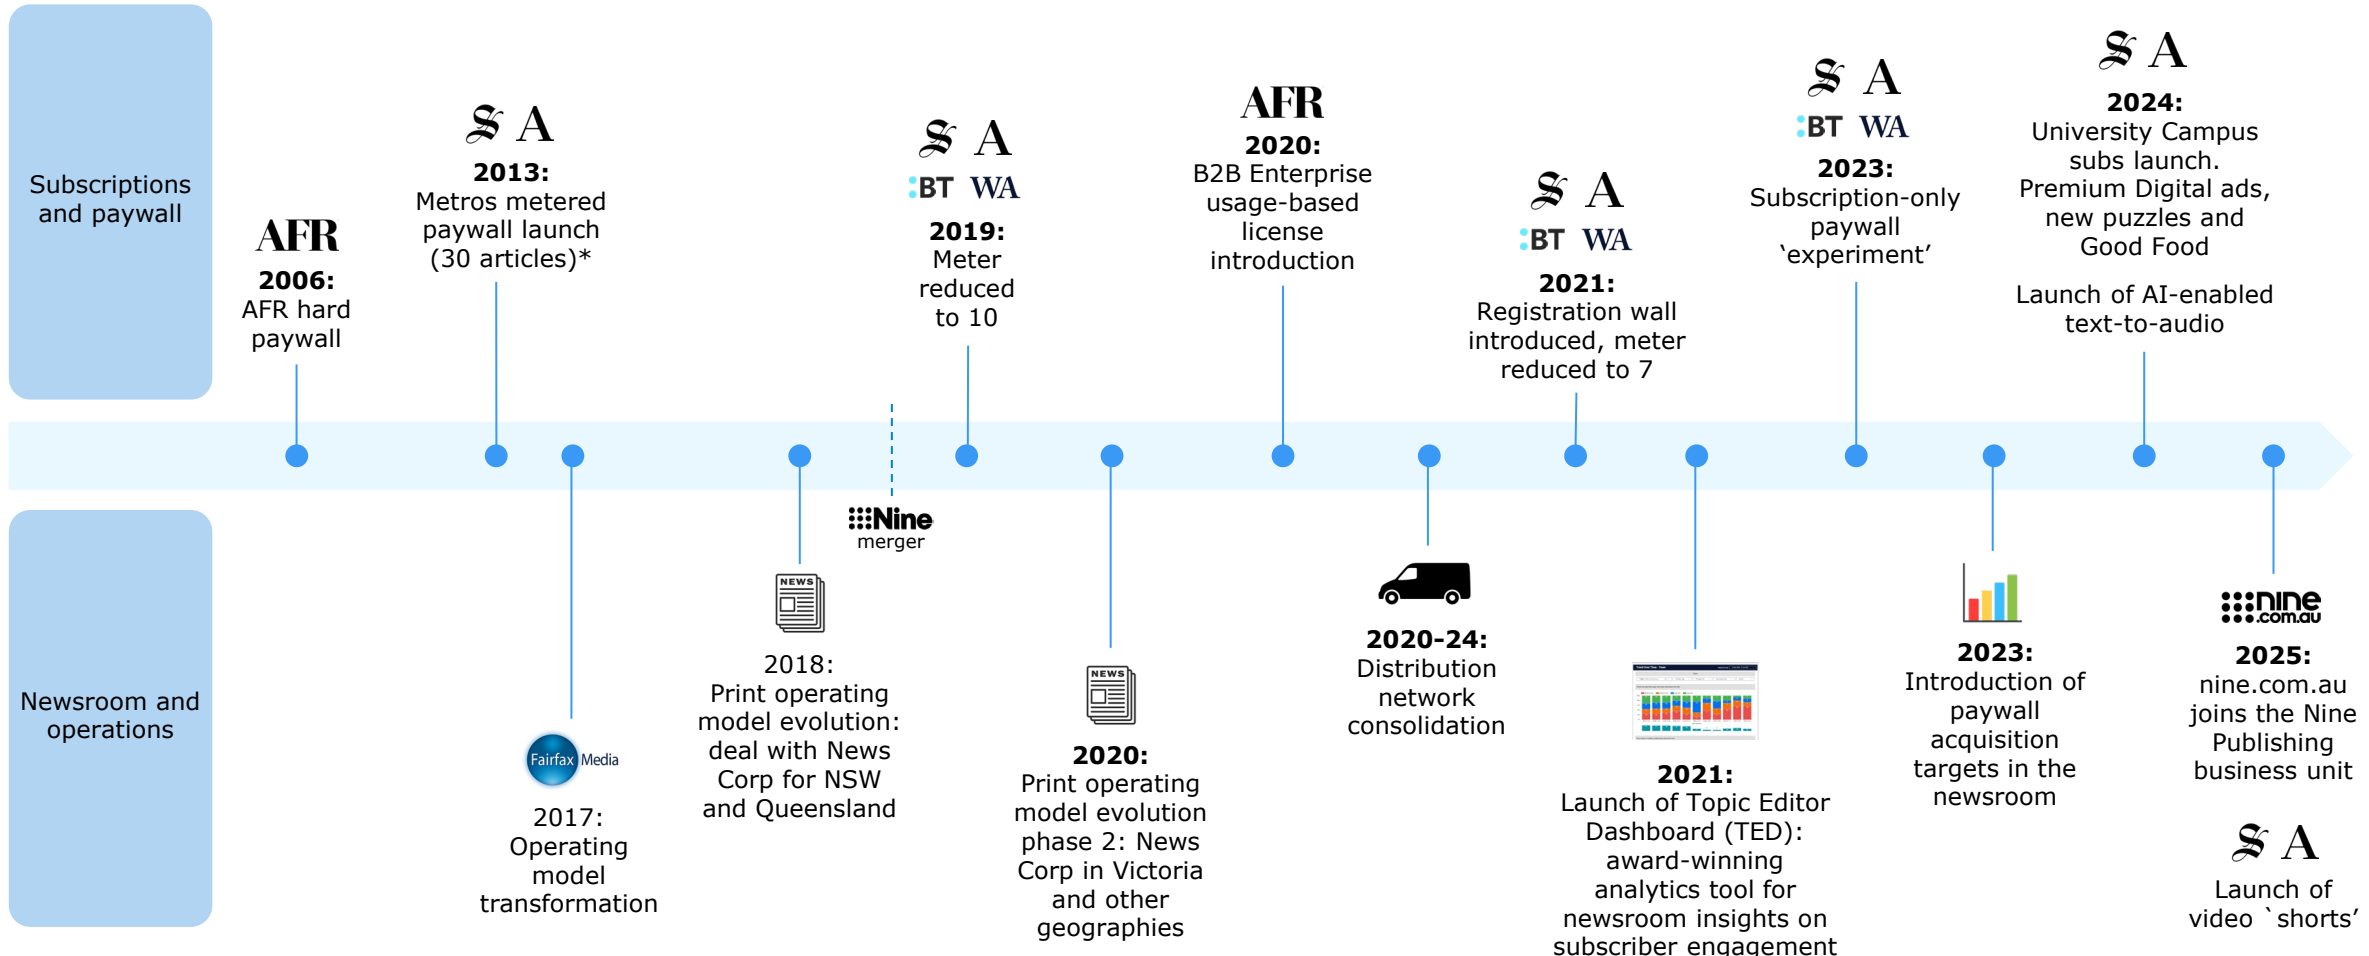 Subscriptions
and paywall
AFR
2006:
AFR hard
paywall
S A
2013:
Metros metered
paywall launch
(30 articles)*
S A
:BT WA
2019:
Meter
reduced
to 10
AFR
2020:
B2B Enterprise
usage-based
license
introduction
S A
:BT WA
2021:
Registration wall
introduced, meter
reduced to 7
S A
:BT WA
2023:
Subscription-only
paywall
‘experiment’
S A
2024:
University Campus
subs launch.
Premium Digital ads,
new puzzles and
Good Food
Launch of AI-enabled
text-to-audio
Newsroom and
operations
Fairfax Media
2017:
Operating
model
transformation
NEWS
2018:
Print operating
model evolution:
deal with News
Corp for NSW
and Queensland
Nine
merger
NEWS
2020:
Print operating
model evolution
phase 2: News
Corp in Victoria
and other
geographies
2020-24:
Distribution
network
consolidation
2021:
Launch of Topic Editor
Dashboard (TED):
award-winning
analytics tool for
newsroom insights on
subscriber engagement
2023:
Introduction of
paywall
acquisition
targets in the
newsroom
nine
.com.au
2025:
nine.com.au
joins the Nine
Publishing
business unit
S A
Launch of
video `shorts’